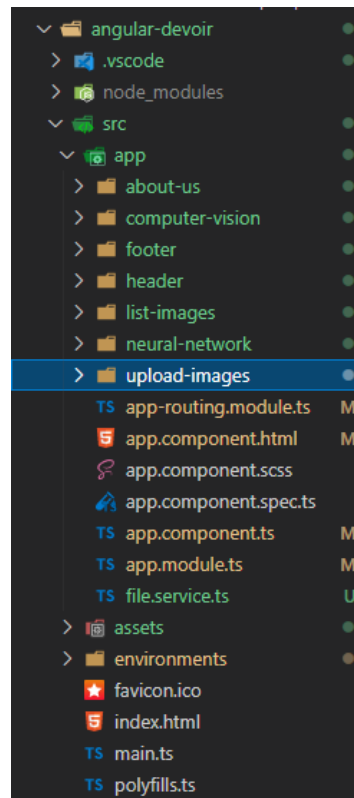 angular-devoir
.vscode
node_modules
src
app
about-us
computer-vision
footer
header
list-images
neural-network
upload-images
TS app-routing.module.ts M
5 app.component.html M
app.component.scss
app.component.spec.ts
TS app.component.ts M
TS app.module.ts M
TS file.service.ts U
assets
environments
favicon.ico
5 index.html
TS main.ts
TS polyfills.ts